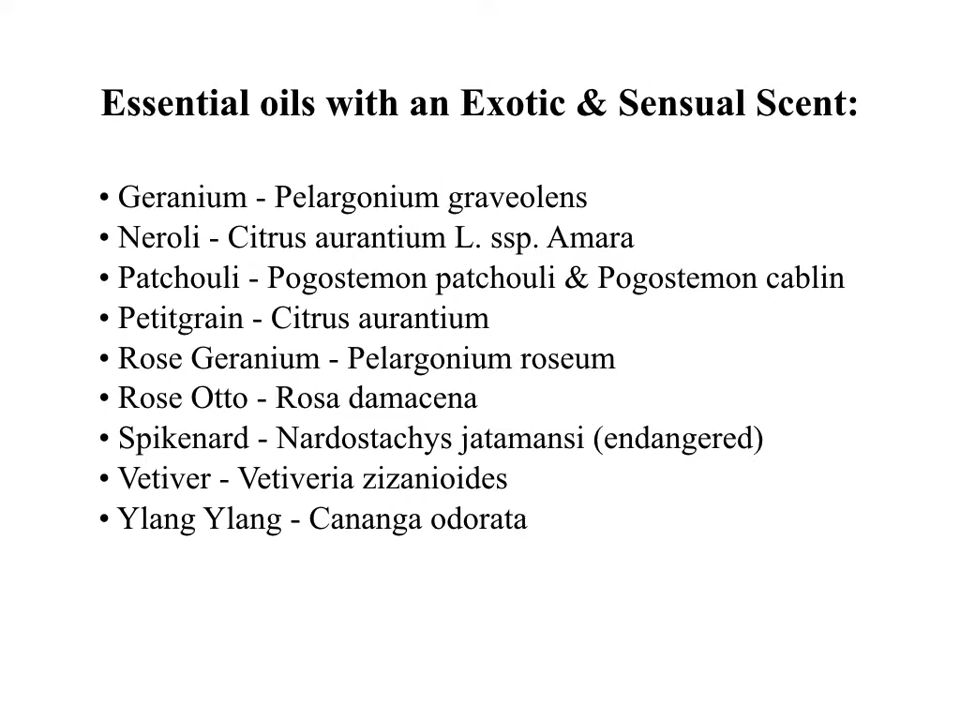 Essential oils with an Exotic & Sensual Scent:
• Geranium - Pelargonium graveolens
• Neroli - Citrus aurantium L. ssp. Amara
• Patchouli - Pogostemon patchouli & Pogostemon cablin
• Petitgrain - Citrus aurantium
• Rose Geranium - Pelargonium roseum
• Rose Otto - Rosa damacena
• Spikenard - Nardostachys jatamansi (endangered)
• Vetiver - Vetiveria zizanioides
• Ylang Ylang - Cananga odorata